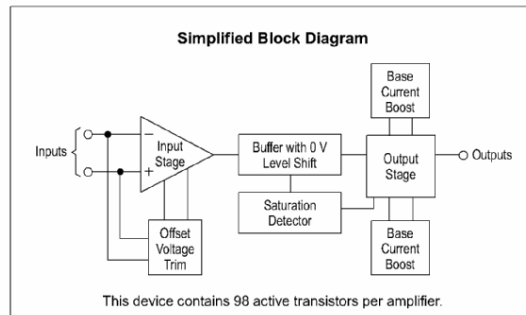 Simplified Block Diagram
Base
Current
Boost
Inputs
−
+
Input
Stage
Buffer with 0 V
Level Shift
Output
Stage
Outputs
Saturation
Detector
Offset
Voltage
Trim
Base
Current
Boost
This device contains 98 active transistors per amplifier.